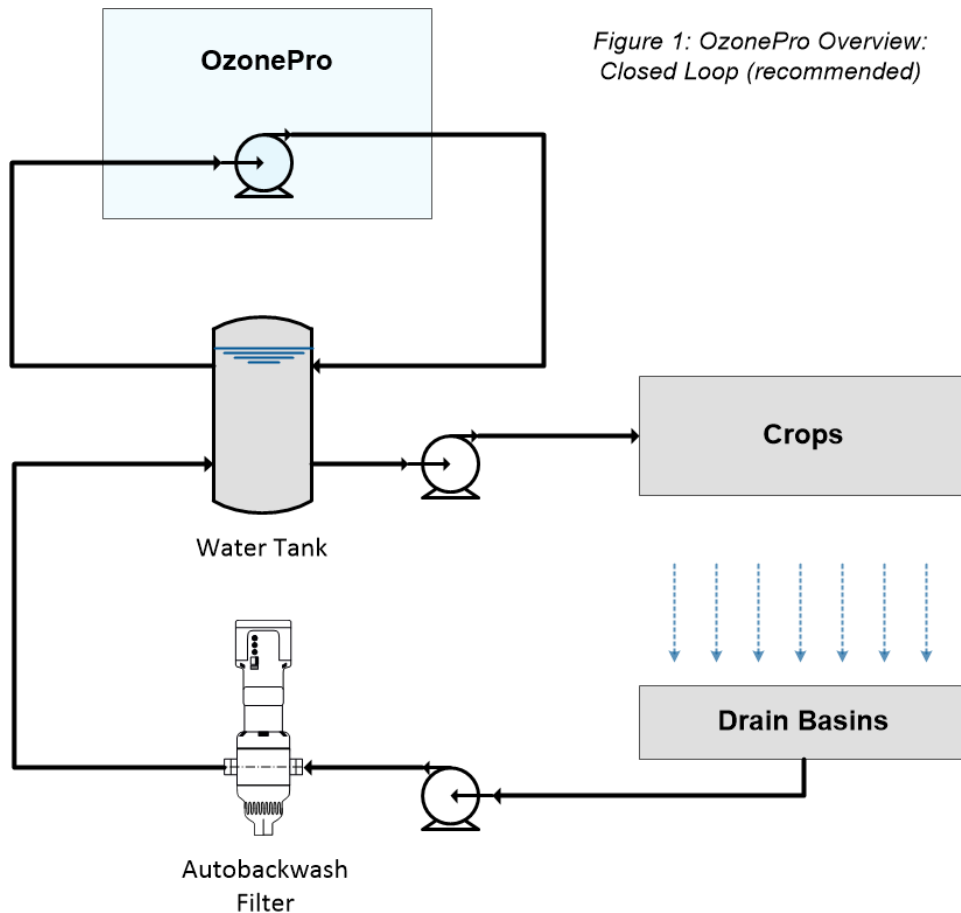 OzonePro
Figure 1: OzonePro Overview:
Closed Loop (recommended)
Crops
Water Tank
Drain Basins
Autobackwash
Filter